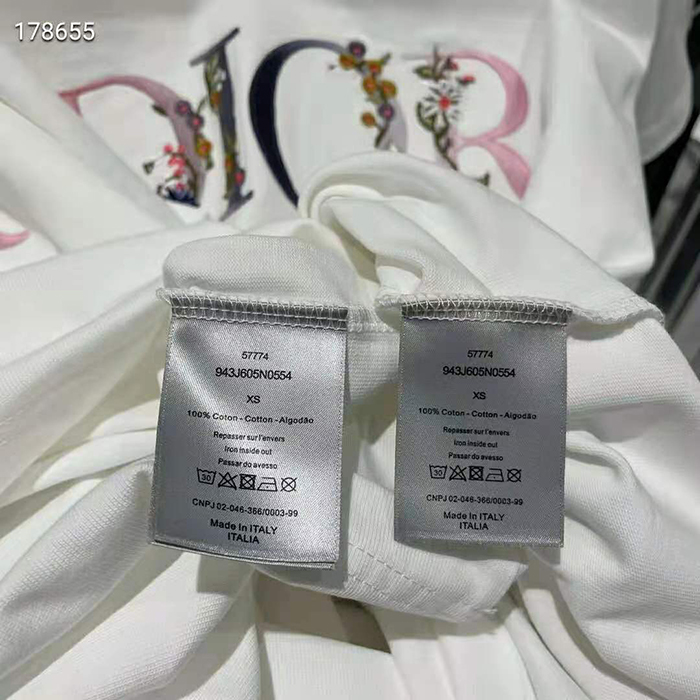 178655
DIOR
57774
943J605N0554
XS
100% Coton - Cotton - Algodão
Repasser sur l'envers
Iron inside out
Passar do avesso
30
CNPJ 02-046-366/0003-99
Made in ITALY
ITALIA
57774
943J605N0554
XS
100% Coton - Cotton - Algodão
Repasser sur l'envers
Iron inside out
Passar do avesso
30
CNPJ 02-046-366/0003-99
Made in ITALY
ITALIA